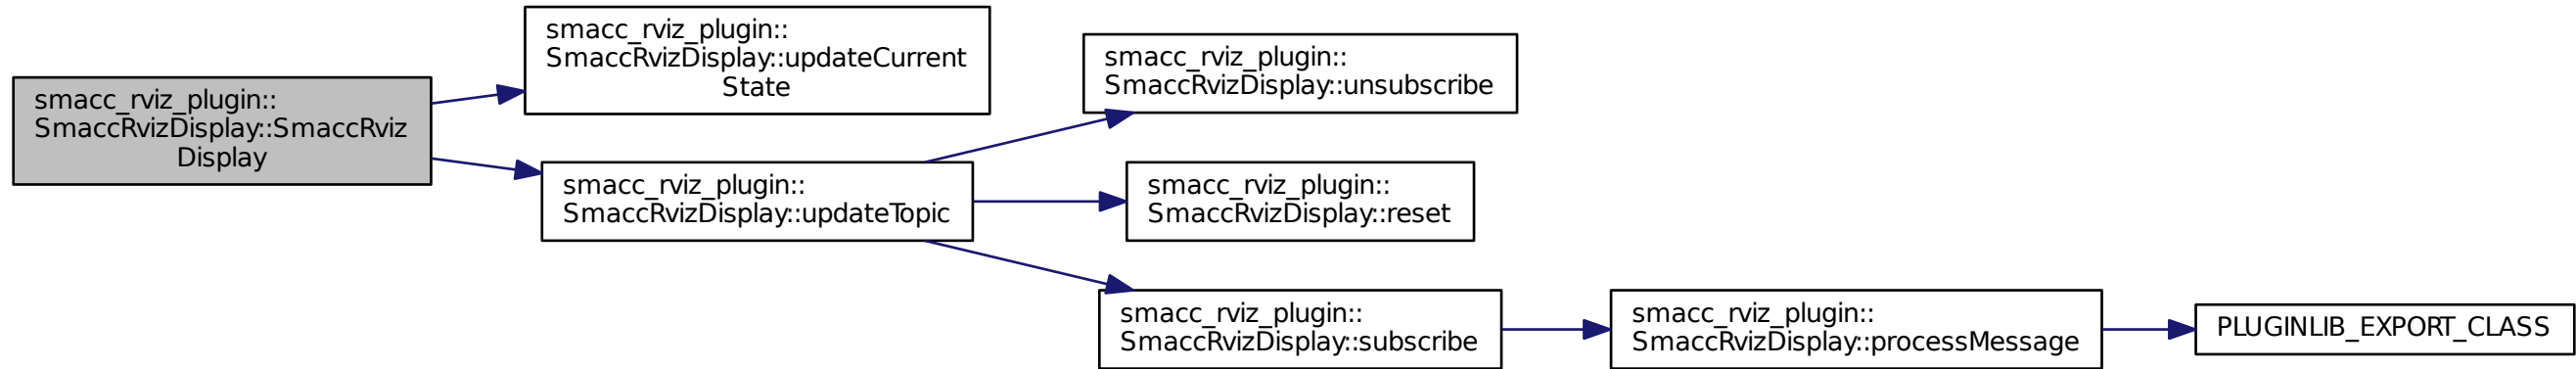 smacc_rviz_plugin::
SmaccRvizDisplay::SmaccRviz
Display
smacc_rviz_plugin::
SmaccRvizDisplay::updateCurrent
State
smacc_rviz_plugin::
SmaccRvizDisplay::updateTopic
smacc_rviz_plugin::
SmaccRvizDisplay::unsubscribe
smacc_rviz_plugin::
SmaccRvizDisplay::reset
smacc_rviz_plugin::
SmaccRvizDisplay::subscribe
smacc_rviz_plugin::
SmaccRvizDisplay::processMessage
PLUGINLIB_EXPORT_CLASS